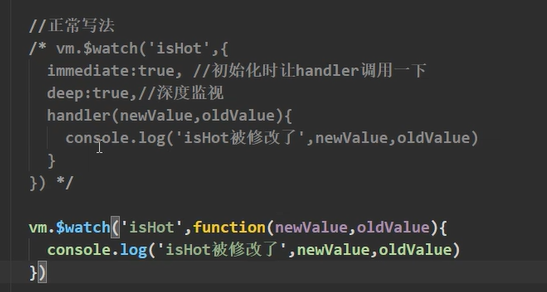 //正常写法
/* vm.$watch('isHot',{
immediate:true, //初始化时让handler调用一下
deep:true,//深度监视
handler(newValue,oldValue){
console.log('isHot被修改了',newValue,oldValue)
}
}) */
vm.$watch('isHot',function(newValue,oldValue){
console.log('isHot被修改了',newValue,oldValue)
})